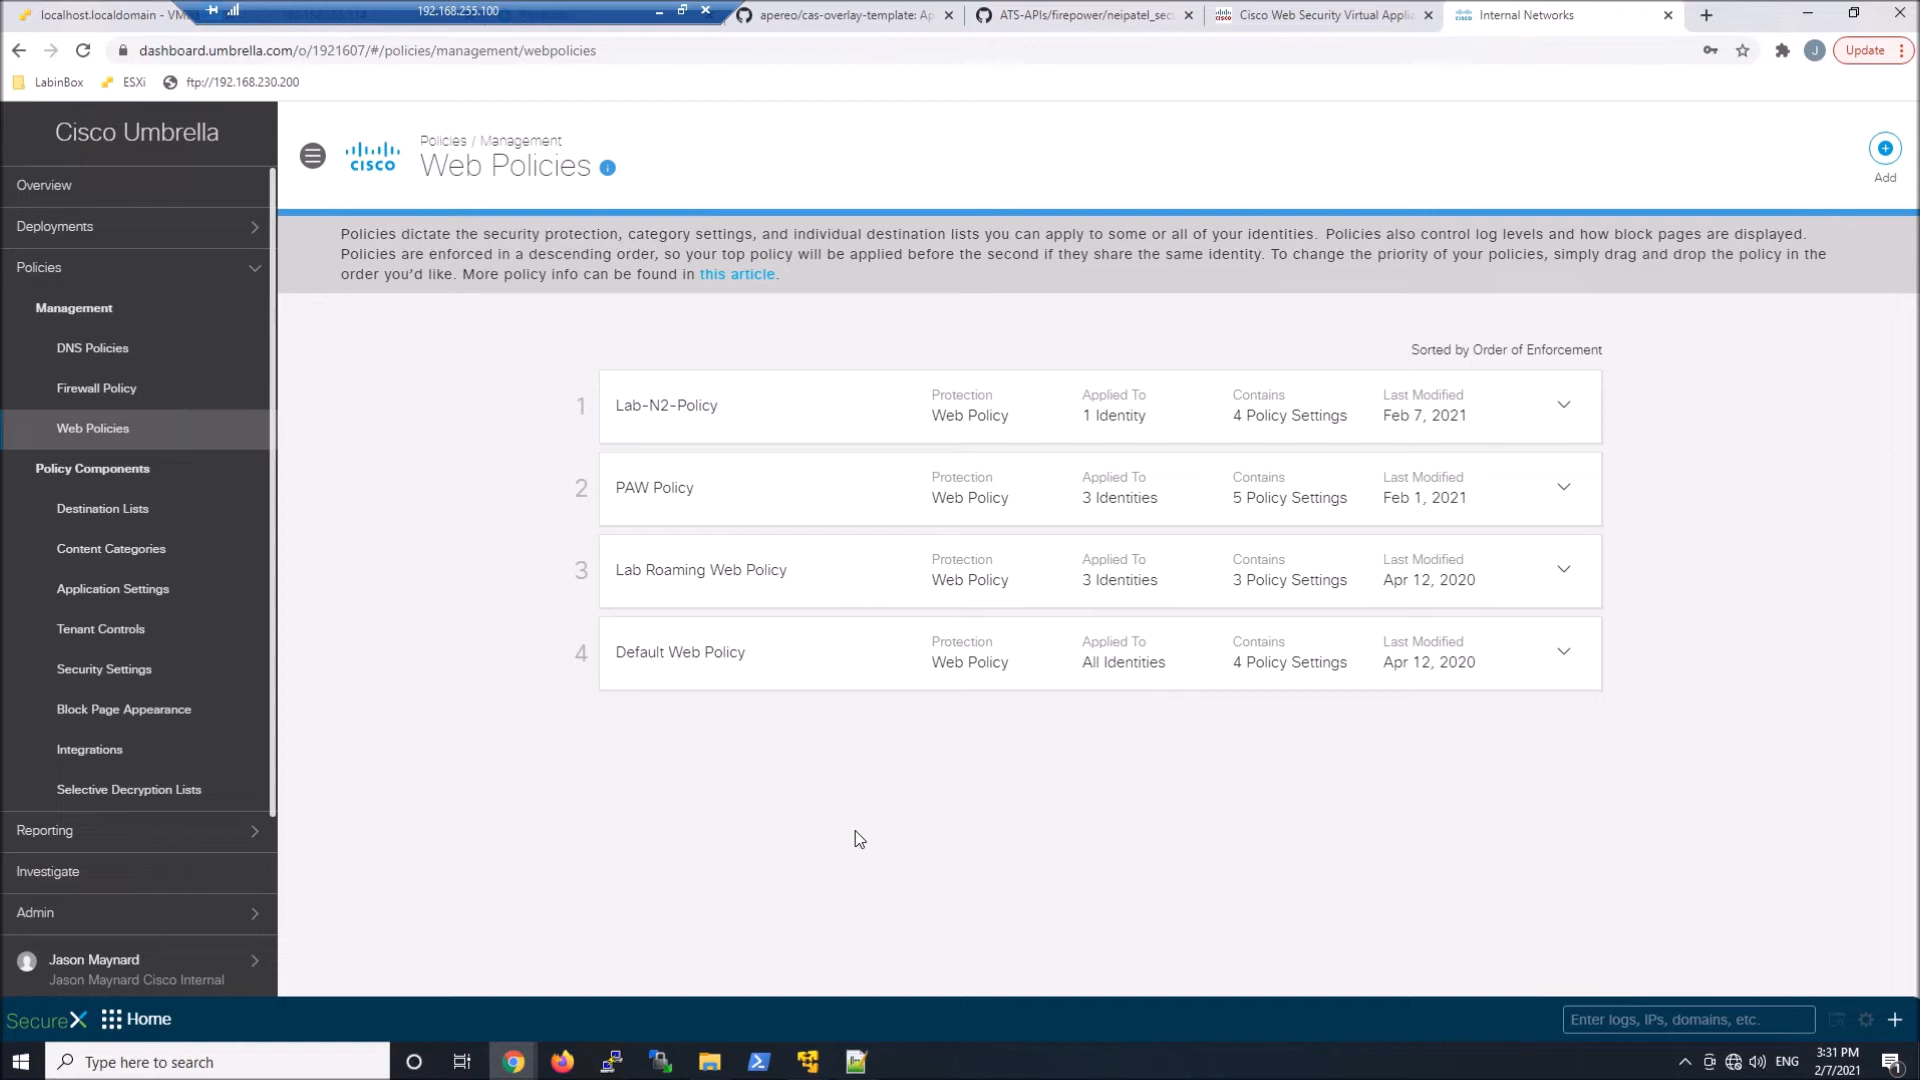 localhost.localdomain - VM
192.168.255.100
apereo/cas-overlay-template: Ap
ATS-APIs/firepower/neipatel_secu
Cisco Web Security Virtual Applia
Internal Networks
dashboard.umbrella.com/o/1921607/#/policies/management/webpolicies
J
Update
LabinBox
ESXi
ftp://192.168.230.200
Cisco Umbrella
Overview
Deployments
Policies
Management
DNS Policies
Firewall Policy
Web Policies
Policy Components
Destination Lists
Content Categories
Application Settings
Tenant Controls
Security Settings
Block Page Appearance
Integrations
Selective Decryption Lists
Reporting
Investigate
Admin
Jason Maynard
Jason Maynard Cisco Internal
CISCO
Policies / Management
Web Policies
Add
Policies dictate the security protection, category settings, and individual destination lists you can apply to some or all of your identities. Policies also control log levels and how block pages are displayed.
Policies are enforced in a descending order, so your top policy will be applied before the second if they share the same identity. To change the priority of your policies, simply drag and drop the policy in the
order you'd like. More policy info can be found in this article.
Sorted by Order of Enforcement
1 Lab-N2-Policy Protection Applied To Contains Last Modified
Web Policy 1 Identity 4 Policy Settings Feb 7, 2021
2 PAW Policy Protection Applied To Contains Last Modified
Web Policy 3 Identities 5 Policy Settings Feb 1, 2021
3 Lab Roaming Web Policy Protection Applied To Contains Last Modified
Web Policy 3 Identities 3 Policy Settings Apr 12, 2020
4 Default Web Policy Protection Applied To Contains Last Modified
Web Policy All Identities 4 Policy Settings Apr 12, 2020
SecureX Home
Enter logs, IPs, domains, etc.
Type here to search
ENG
3:31 PM
2/7/2021
1